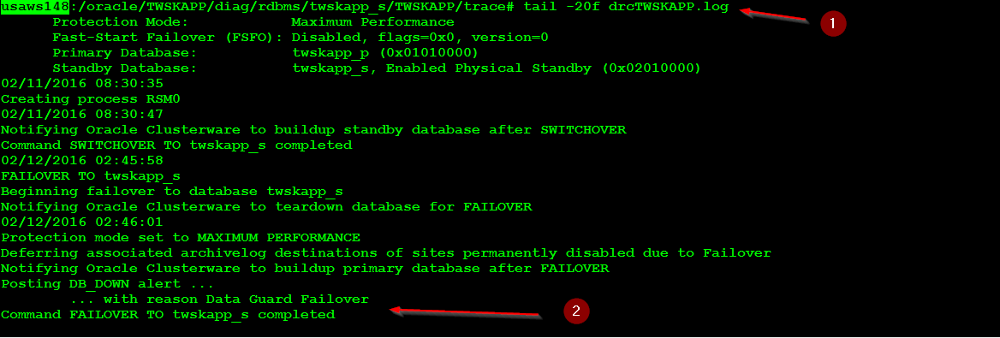 usaws148:/oracle/TWSKAPP/diag/rdbms/twskapp_s/TWSKAPP/trace# tail -20f drcTWSKAPP.log
1
Protection Mode: Maximum Performance
Fast-Start Failover (FSFO): Disabled, flags=0x0, version=0
Primary Database: twskapp_p (0x01010000)
Standby Database: twskapp_s, Enabled Physical Standby (0x02010000)
02/11/2016 08:30:35
Creating process RSM0
02/11/2016 08:30:47
Notifying Oracle Clusterware to buildup standby database after SWITCHOVER
Command SWITCHOVER TO twskapp_s completed
02/12/2016 02:45:58
FAILOVER TO twskapp_s
Beginning failover to database twskapp_s
Notifying Oracle Clusterware to teardown database for FAILOVER
02/12/2016 02:46:01
Protection mode set to MAXIMUM PERFORMANCE
Deferring associated archivelog destinations of sites permanently disabled due to Failover
Notifying Oracle Clusterware to buildup primary database after FAILOVER
Posting DB_DOWN alert ...
... with reason Data Guard Failover
2
Command FAILOVER TO twskapp_s completed